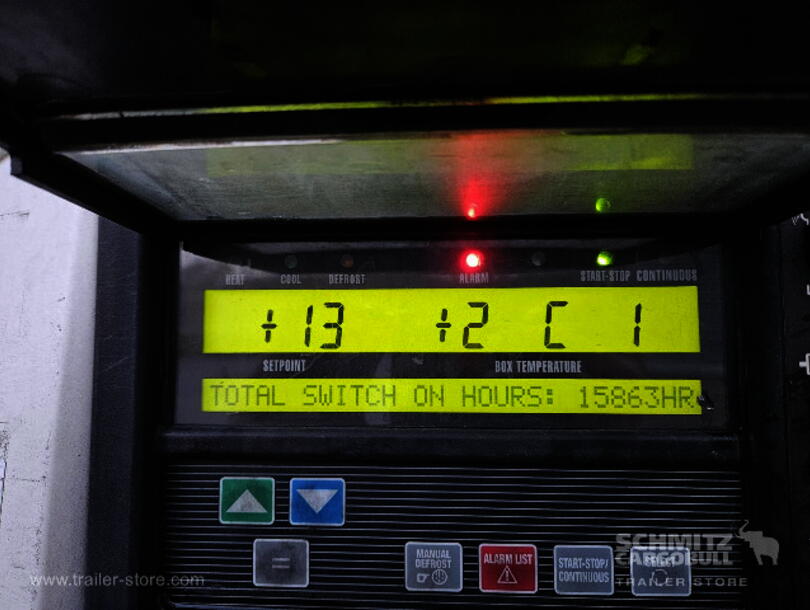 HEAT COOL DEFROST ALARM START-STOP CONTINUOUS
+13 +2 C 1
SETPOINT BOX TEMPERATURE
TOTAL SWITCH ON HOURS: 15863HR
=
MANUAL DEFROST
ALARM LIST
START-STOP/ CONTINUOUS
SCHMITZ
CARGOBULL
TRAILER STORE
www.trailer-store.com